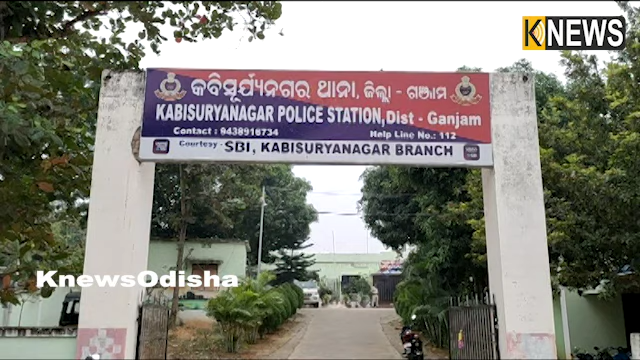 KNEWS
କବିସୂର୍ଯ୍ୟନଗର ଥାନା, ଜିଲ୍ଲା - ଗଞ୍ଜାମ
KABISURYANAGAR POLICE STATION, Dist - Ganjam
Contact : 9438916734 Help Line No.: 112
Courtesy - SBI, KABISURYANAGAR BRANCH
KnewsOdisha